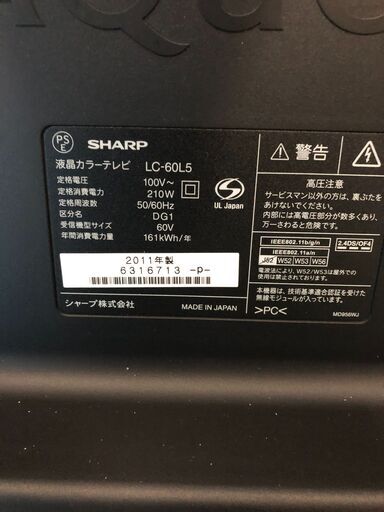 AQUOS
PSE
SHARP
液晶カラーテレビ LC-60L5
定格電圧 100V~
定格消費電力 210W
定格周波数 50/60Hz
区分名 DG1
受信機型サイズ 60V
年間消費電力量 161kWh/年
UL Japan
2011年製
6316713 -P-
シャープ株式会社 MADE IN JAPAN
警告
高圧注意
サービスマン以外の方は、裏ぶたをあけないでください。
内部には高電圧部分が数多くあり、万一さわると危険です。
IEEE802.11b/g/n
2.4DS/OF4
IEEE802.11a/n
J52 W52 W53 W56
電波法により、W52/W53は屋外での使用が禁じられています。
本機器は、技術基準適合認証を受けた無線モジュールが入っています。
>PC<
MD956WJ